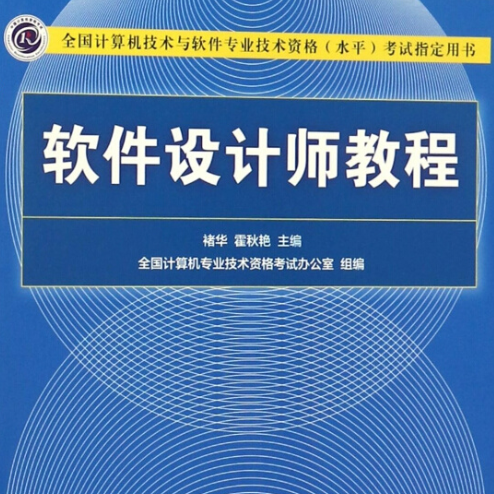 全国计算机技术与软件专业技术资格（水平）考试指定用书
软件设计师教程
褚华 霍秋艳 主编
全国计算机专业技术资格考试办公室 组编